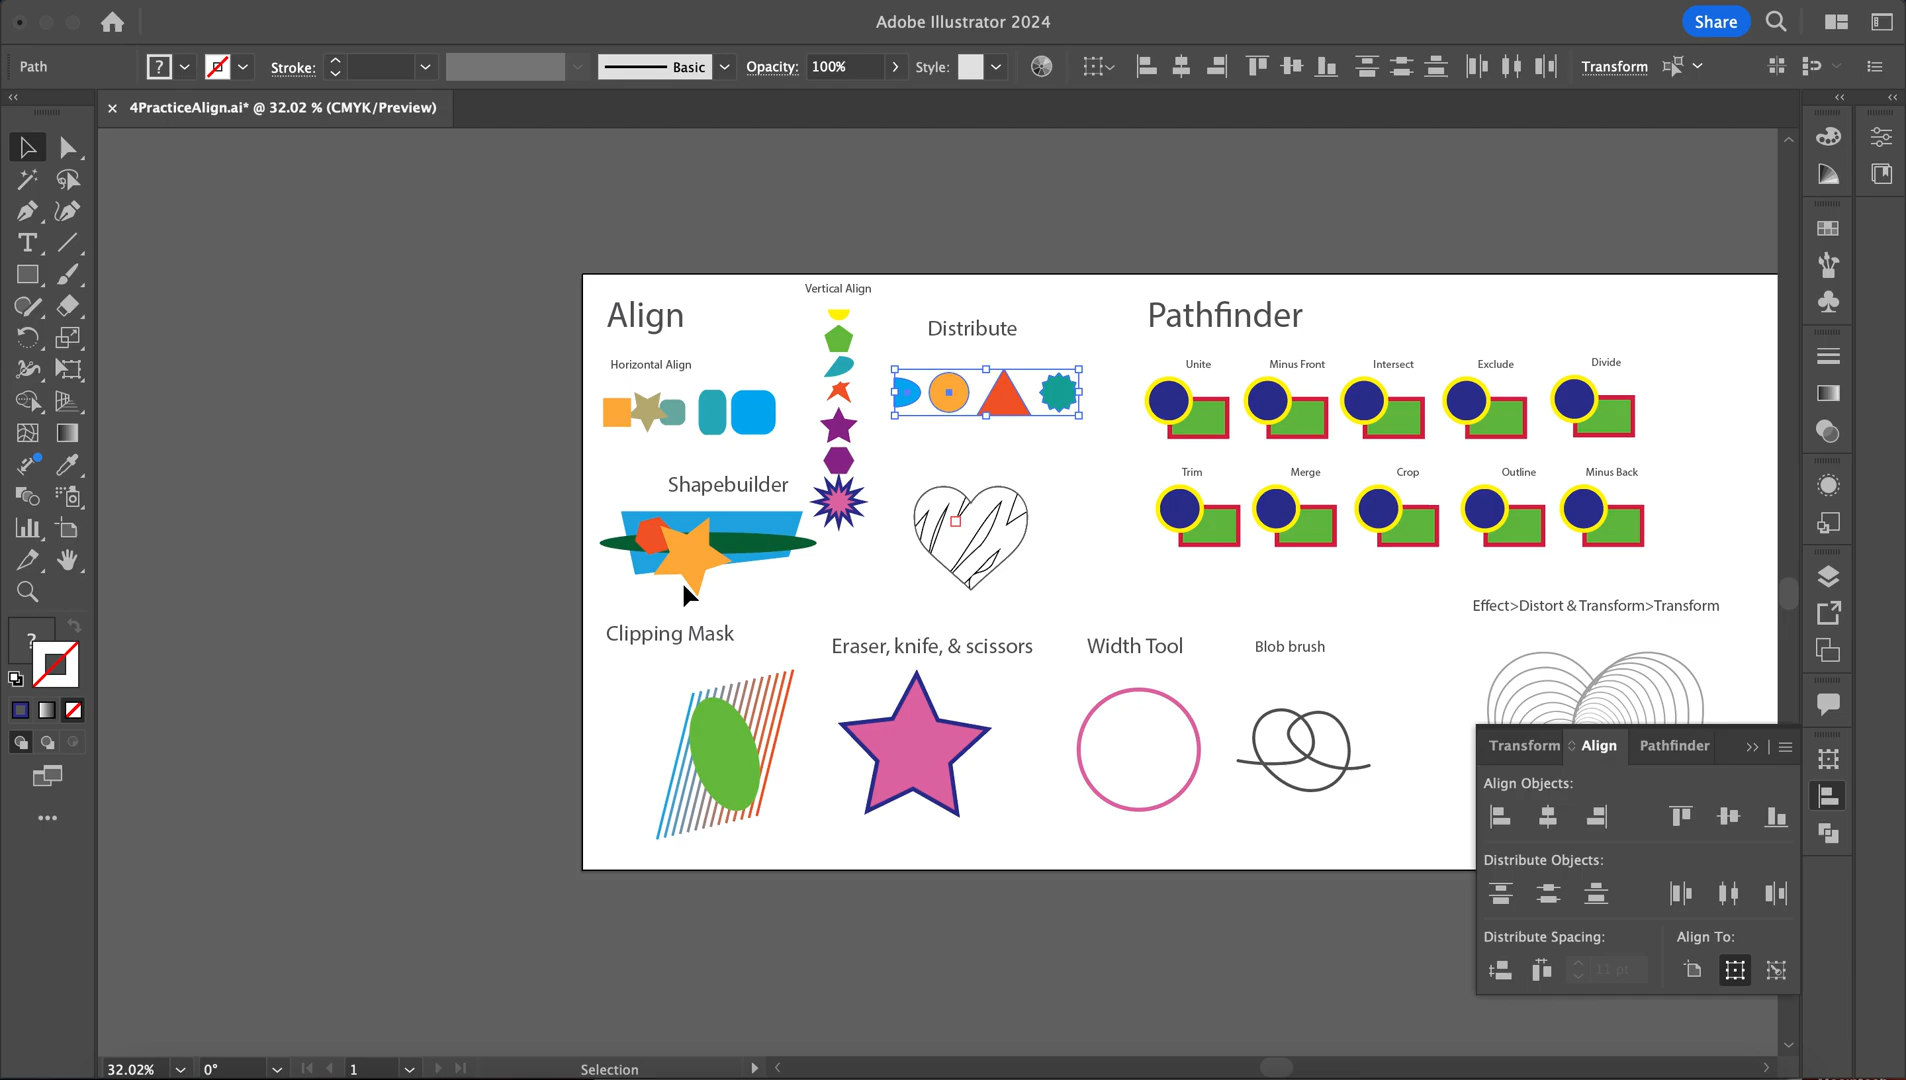 Adobe Illustrator 2024
Share
Path
?
Stroke:
Basic
Opacity:
100%
Style:
Transform
4PracticeAlign.ai* @ 32.02 % (CMYK/Preview)
Vertical Align
Align
Distribute
Pathfinder
Horizontal Align
Unite
Minus Front
Intersect
Exclude
Divide
Shapebuilder
Trim
Merge
Crop
Outline
Minus Back
Effect>Distort & Transform>Transform
Clipping Mask
Eraser, knife, & scissors
Width Tool
Blob brush
?
Transform
Align
Pathfinder
Align Objects:
Distribute Objects:
Distribute Spacing:
Align To:
11 pt
32.02%
0°
1
Selection